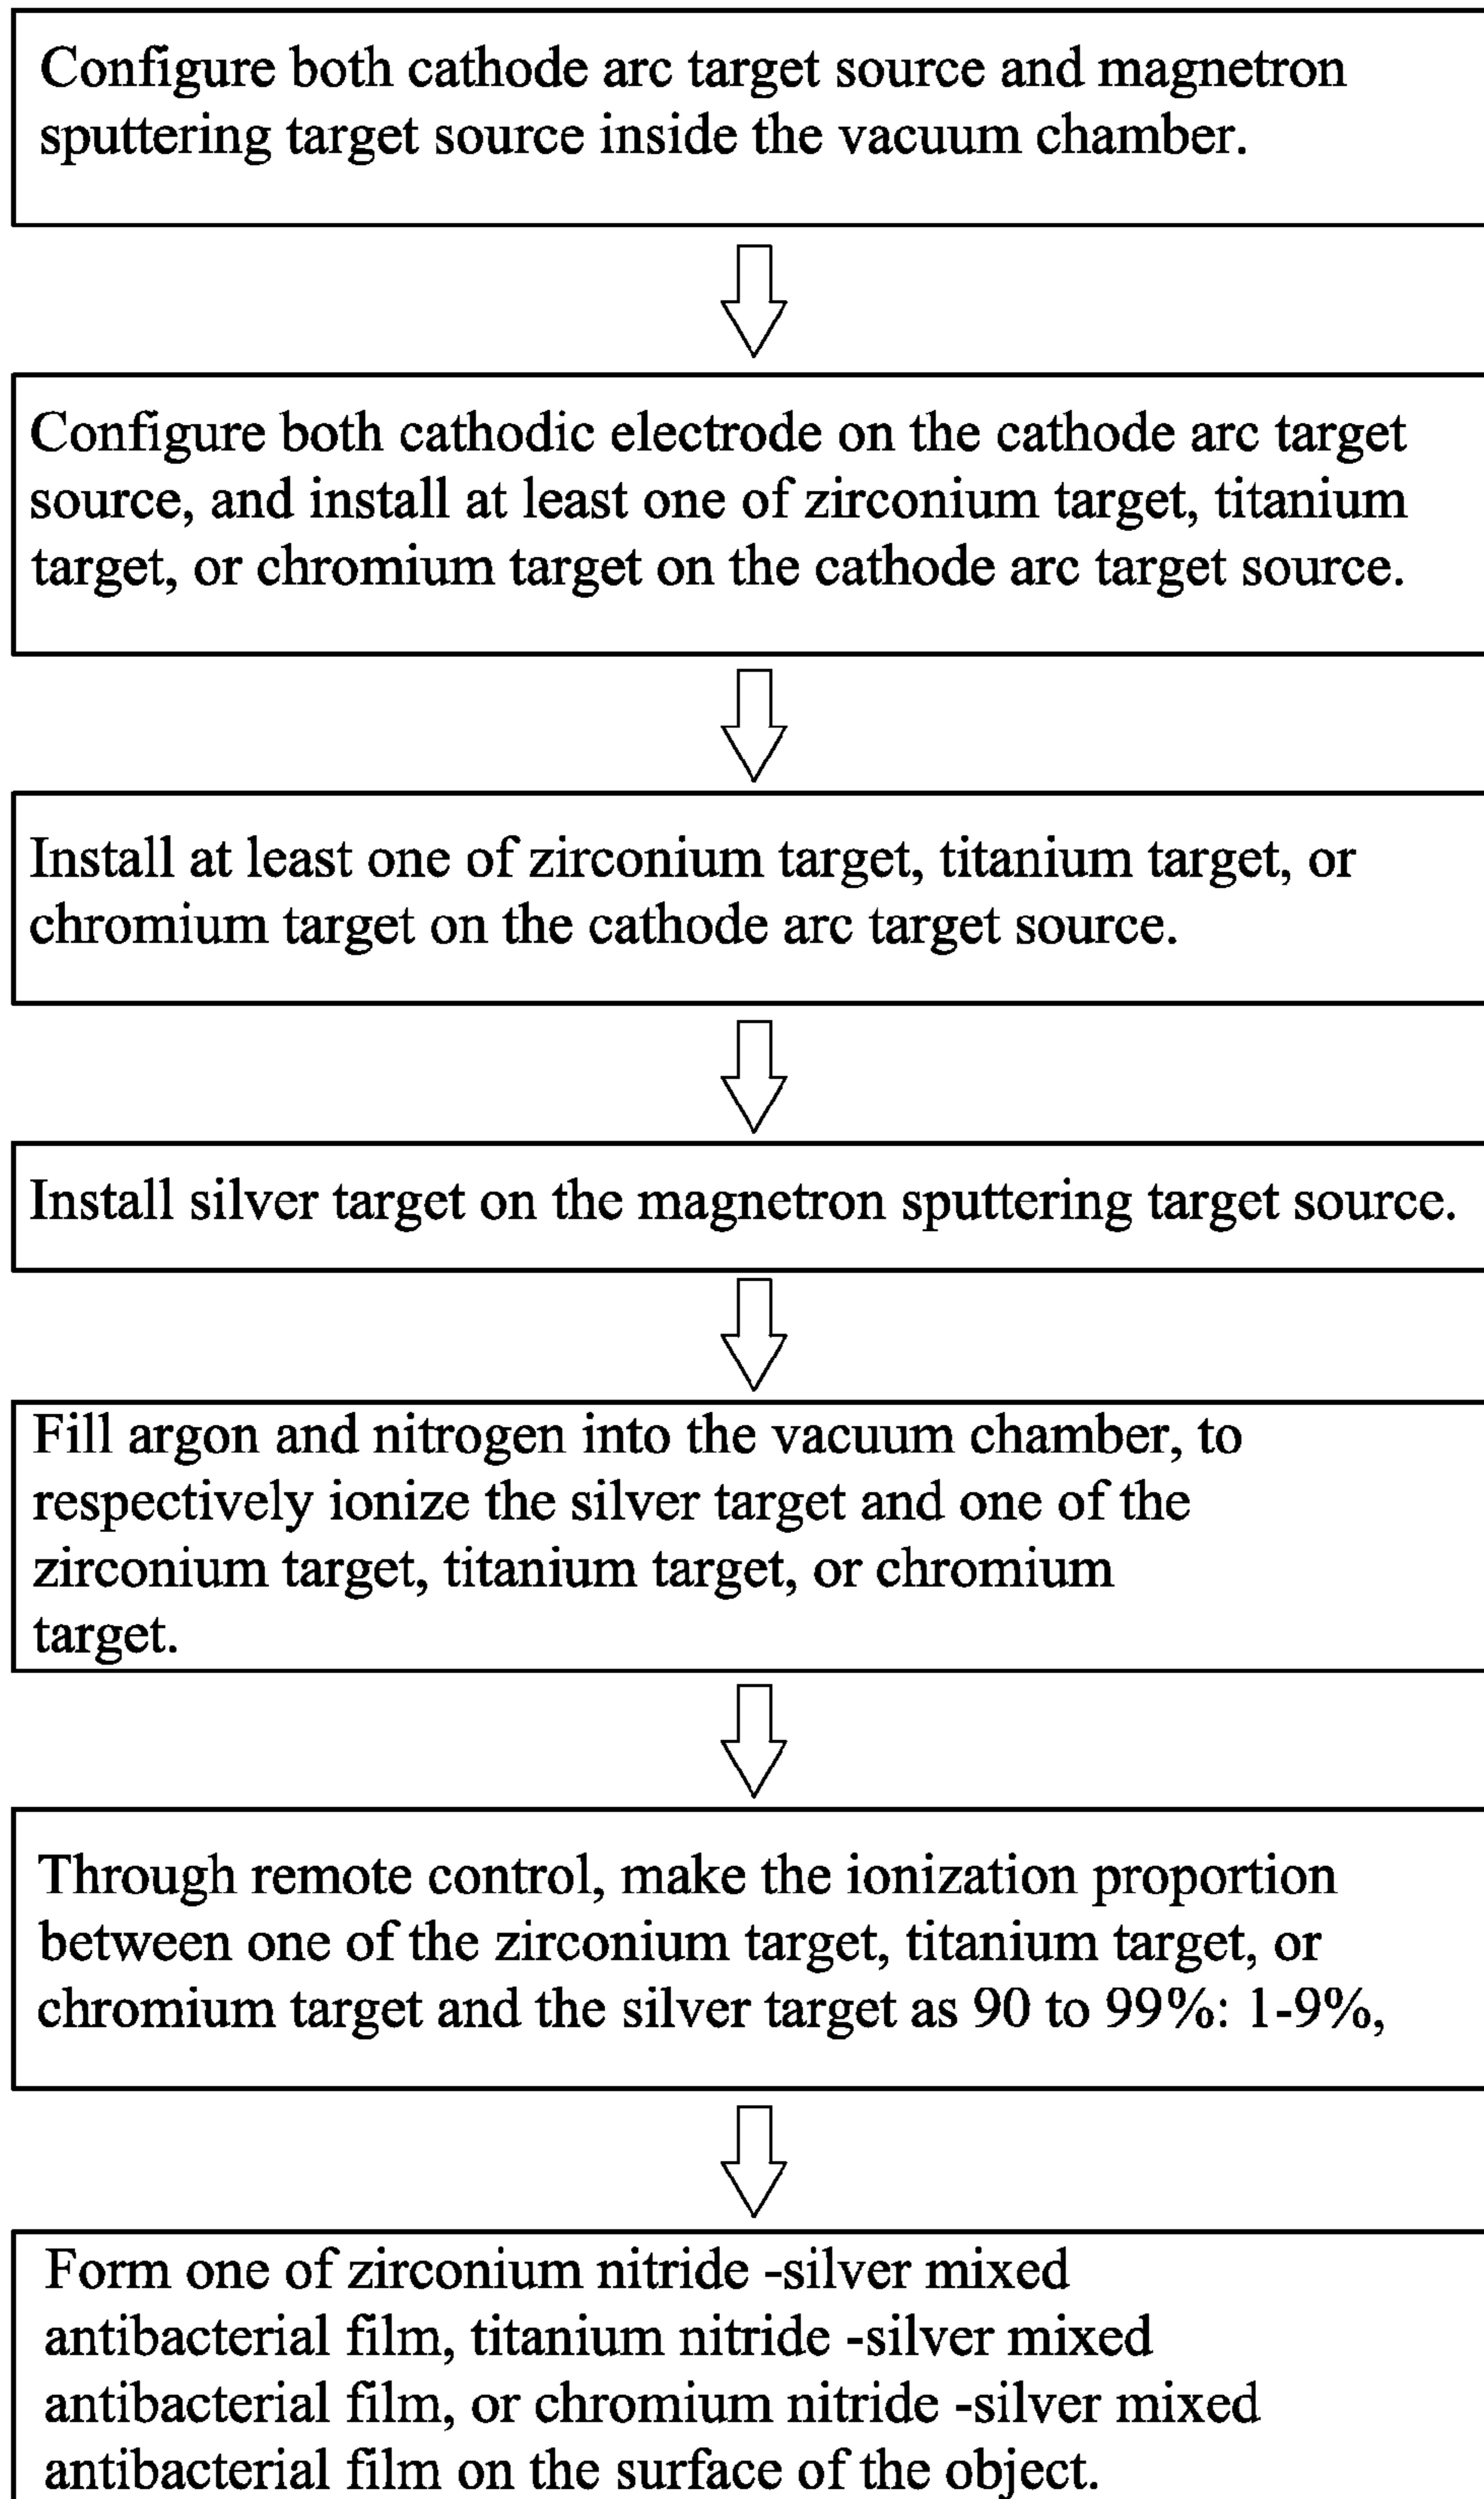 Configure both cathode arc target source and magnetron
sputtering target source inside the vacuum chamber.
Configure both cathodic electrode on the cathode arc target
source, and install at least one of zirconium target, titanium
target, or chromium target on the cathode arc target source.
Install at least one of zirconium target, titanium target, or
chromium target on the cathode arc target source.
Install silver target on the magnetron sputtering target source.
Fill argon and nitrogen into the vacuum chamber, to
respectively ionize the silver target and one of the
zirconium target, titanium target, or chromium
target.
Through remote control, make the ionization proportion
between one of the zirconium target, titanium target, or
chromium target and the silver target as 90 to 99%: 1-9%,
Form one of zirconium nitride -silver mixed
antibacterial film, titanium nitride -silver mixed
antibacterial film, or chromium nitride -silver mixed
antibacterial film on the surface of the object.